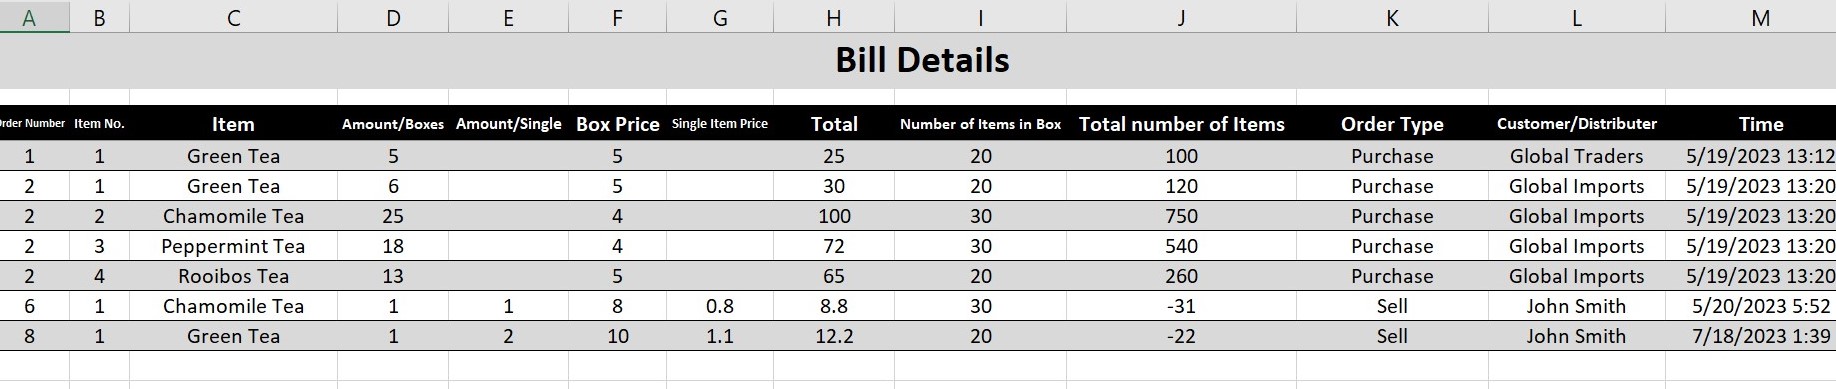 A B C D E F G H I J K L M
Bill Details
rder Number Item No. Item Amount/Boxes Amount/Single Box Price Single Item Price Total Number of Items in Box Total number of Items Order Type Customer/Distributer Time
1 1 Green Tea 5 5 25 20 100 Purchase Global Traders 5/19/2023 13:12
2 1 Green Tea 6 5 30 20 120 Purchase Global Imports 5/19/2023 13:20
2 2 Chamomile Tea 25 4 100 30 750 Purchase Global Imports 5/19/2023 13:20
2 3 Peppermint Tea 18 4 72 30 540 Purchase Global Imports 5/19/2023 13:20
2 4 Rooibos Tea 13 5 65 20 260 Purchase Global Imports 5/19/2023 13:20
6 1 Chamomile Tea 1 1 8 0.8 8.8 30 -31 Sell John Smith 5/20/2023 5:52
8 1 Green Tea 1 2 10 1.1 12.2 20 -22 Sell John Smith 7/18/2023 1:39